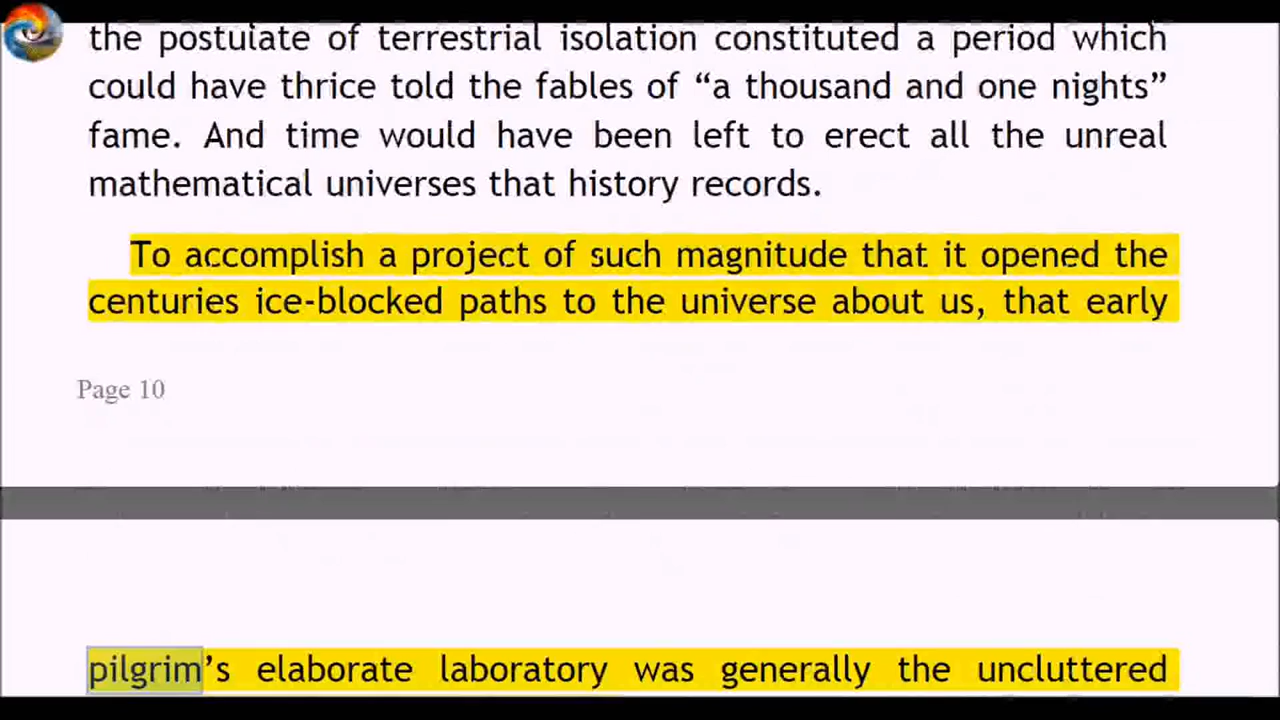 the postulate of terrestrial isolation constituted a period which
could have thrice told the fables of “a thousand and one nights”
fame. And time would have been left to erect all the unreal
mathematical universes that history records.
To accomplish a project of such magnitude that it opened the
centuries ice-blocked paths to the universe about us, that early
Page 10
pilgrim’s elaborate laboratory was generally the uncluttered